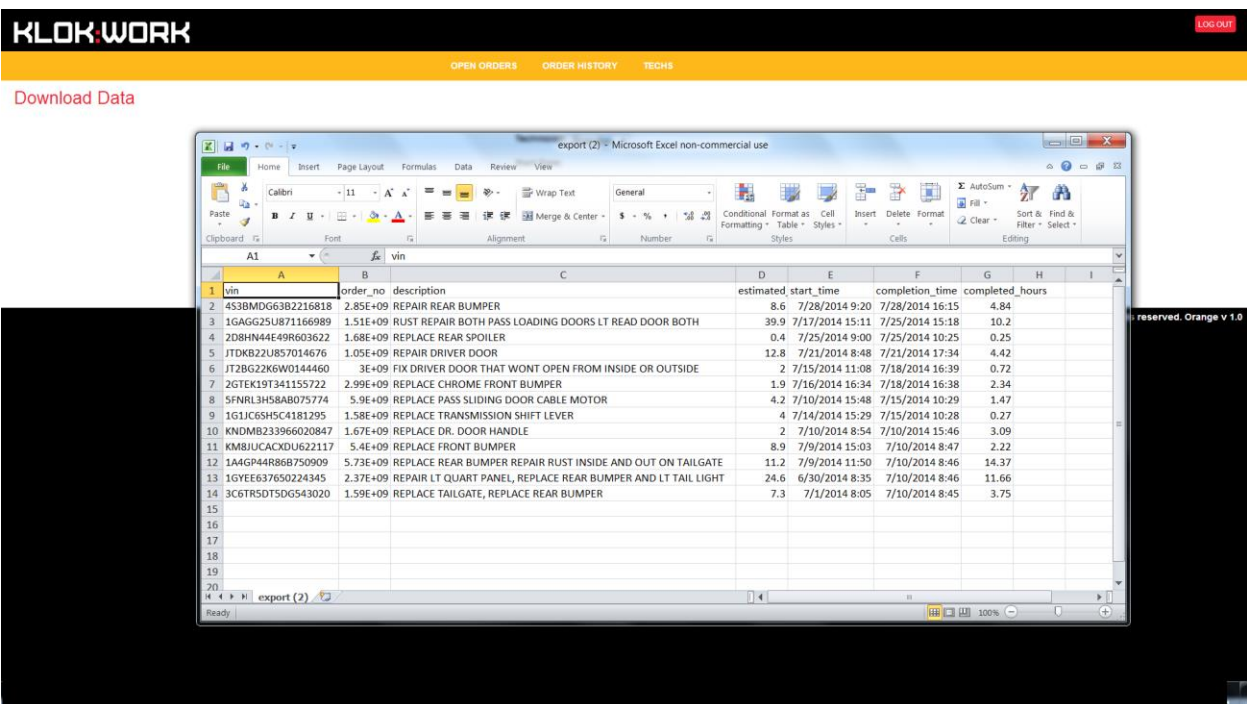 KLOK:WORK
LOG OUT
OPEN ORDERS ORDER HISTORY TECHS
Download Data
export (2) - Microsoft Excel non-commercial use
File Home Insert Page Layout Formulas Data Review View
Calibri 11 Wrap Text General AutoSum
Fill
Paste Merge & Center Conditional Format as Cell Insert Delete Format Clear Sort & Find &
Formatting Table Styles Filter Select
Clipboard Font Alignment Number Styles Cells Editing
A1 fx vin
A B C D E F G H I
1 vin order_no description estimated_ start_time completion_time completed_hours
2 4S3BMDG63B2216818 2.85E+09 REPAIR REAR BUMPER 8.6 7/28/2014 9:20 7/28/2014 16:15 4.84
3 1GAGG25U871166989 1.51E+09 RUST REPAIR BOTH PASS LOADING DOORS LT READ DOOR BOTH 39.9 7/17/2014 15:11 7/25/2014 15:18 10.2
4 2D8HN44E49R603622 1.68E+09 REPLACE REAR SPOILER 0.4 7/25/2014 9:00 7/25/2014 10:25 0.25
5 JTDKB22U857014676 1.05E+09 REPAIR DRIVER DOOR 12.8 7/21/2014 8:48 7/21/2014 17:34 4.42
6 JT2BG22K6W0144460 3E+09 FIX DRIVER DOOR THAT WONT OPEN FROM INSIDE OR OUTSIDE 2 7/15/2014 11:08 7/18/2014 16:39 0.72
7 2GTEK19T341155722 2.99E+09 REPLACE CHROME FRONT BUMPER 1.9 7/16/2014 16:34 7/18/2014 16:38 2.34
8 5FNRL3H58AB075774 5.9E+09 REPLACE PASS SLIDING DOOR CABLE MOTOR 4.2 7/10/2014 15:48 7/15/2014 10:29 1.47
9 1G1JC6SH5C4181295 1.58E+09 REPLACE TRANSMISSION SHIFT LEVER 4 7/14/2014 15:29 7/15/2014 10:28 0.27
10 KNDMB233966020847 1.67E+09 REPLACE DR. DOOR HANDLE 2 7/10/2014 8:54 7/10/2014 15:46 3.09
11 KM8JUCACXDU622117 5.4E+09 REPLACE FRONT BUMPER 8.9 7/9/2014 15:03 7/10/2014 8:47 2.22
12 1A4GP44R86B750909 5.73E+09 REPLACE REAR BUMPER REPAIR RUST INSIDE AND OUT ON TAILGATE 11.2 7/9/2014 11:50 7/10/2014 8:46 14.37
13 1GYEE637650224345 2.37E+09 REPAIR LT QUART PANEL, REPLACE REAR BUMPER AND LT TAIL LIGHT 24.6 6/30/2014 8:35 7/10/2014 8:46 11.66
14 3C6TR5DT5DG543020 1.59E+09 REPLACE TAILGATE, REPLACE REAR BUMPER 7.3 7/1/2014 8:05 7/10/2014 8:45 3.75
15
16
17
18
19
20
export (2)
Ready 100%
reserved. Orange v 1.0